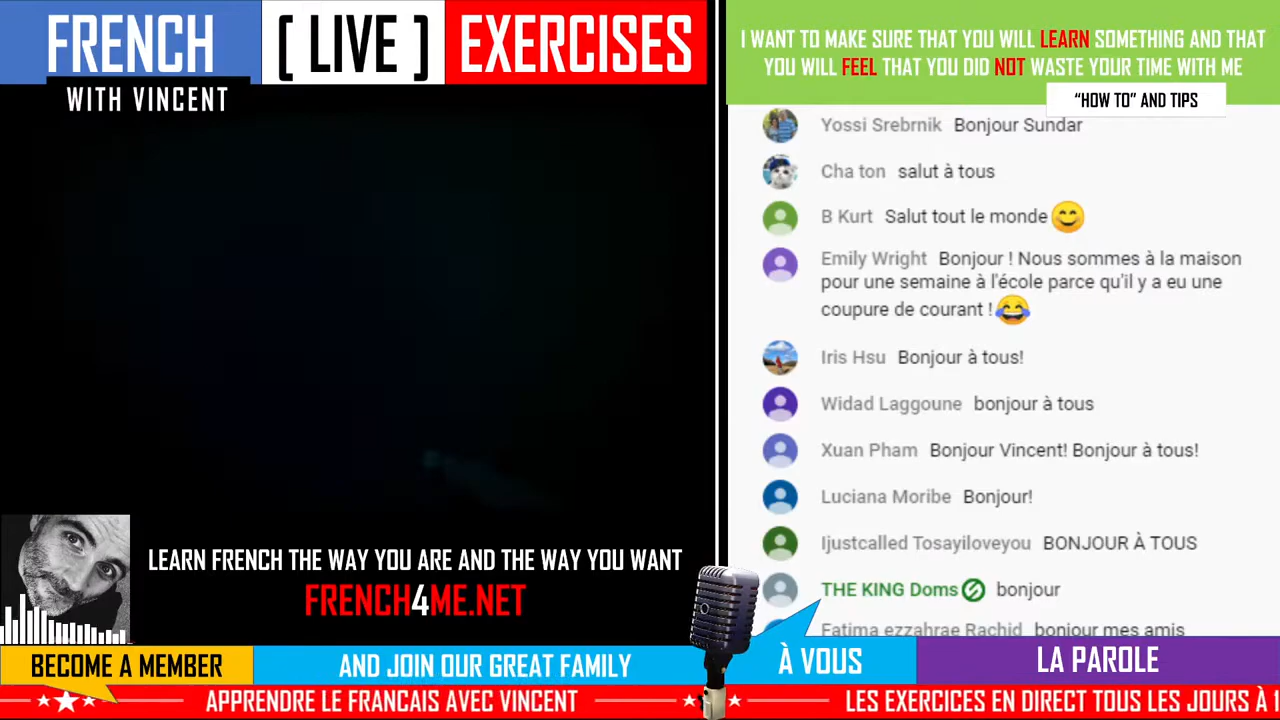 FRENCH
[ LIVE ]
EXERCISES
WITH VINCENT
I WANT TO MAKE SURE THAT YOU WILL LEARN SOMETHING AND THAT
YOU WILL FEEL THAT YOU DID NOT WASTE YOUR TIME WITH ME
“HOW TO” AND TIPS
Yossi Srebrnik Bonjour Sundar
Cha ton salut à tous
B Kurt Salut tout le monde
Emily Wright Bonjour ! Nous sommes à la maison
pour une semaine à l'école parce qu'il y a eu une
coupure de courant !
Iris Hsu Bonjour à tous!
Widad Laggoune bonjour à tous
Xuan Pham Bonjour Vincent! Bonjour à tous!
Luciana Moribe Bonjour!
Ijustcalled Tosayiloveyou BONJOUR À TOUS
THE KING Doms bonjour
Fatima ezzahrae Rachid bonjour mes amis
LEARN FRENCH THE WAY YOU ARE AND THE WAY YOU WANT
FRENCH4ME.NET
BECOME A MEMBER
AND JOIN OUR GREAT FAMILY
À VOUS
LA PAROLE
APPRENDRE LE FRANCAIS AVEC VINCENT
LES EXERCICES EN DIRECT TOUS LES JOURS À 1